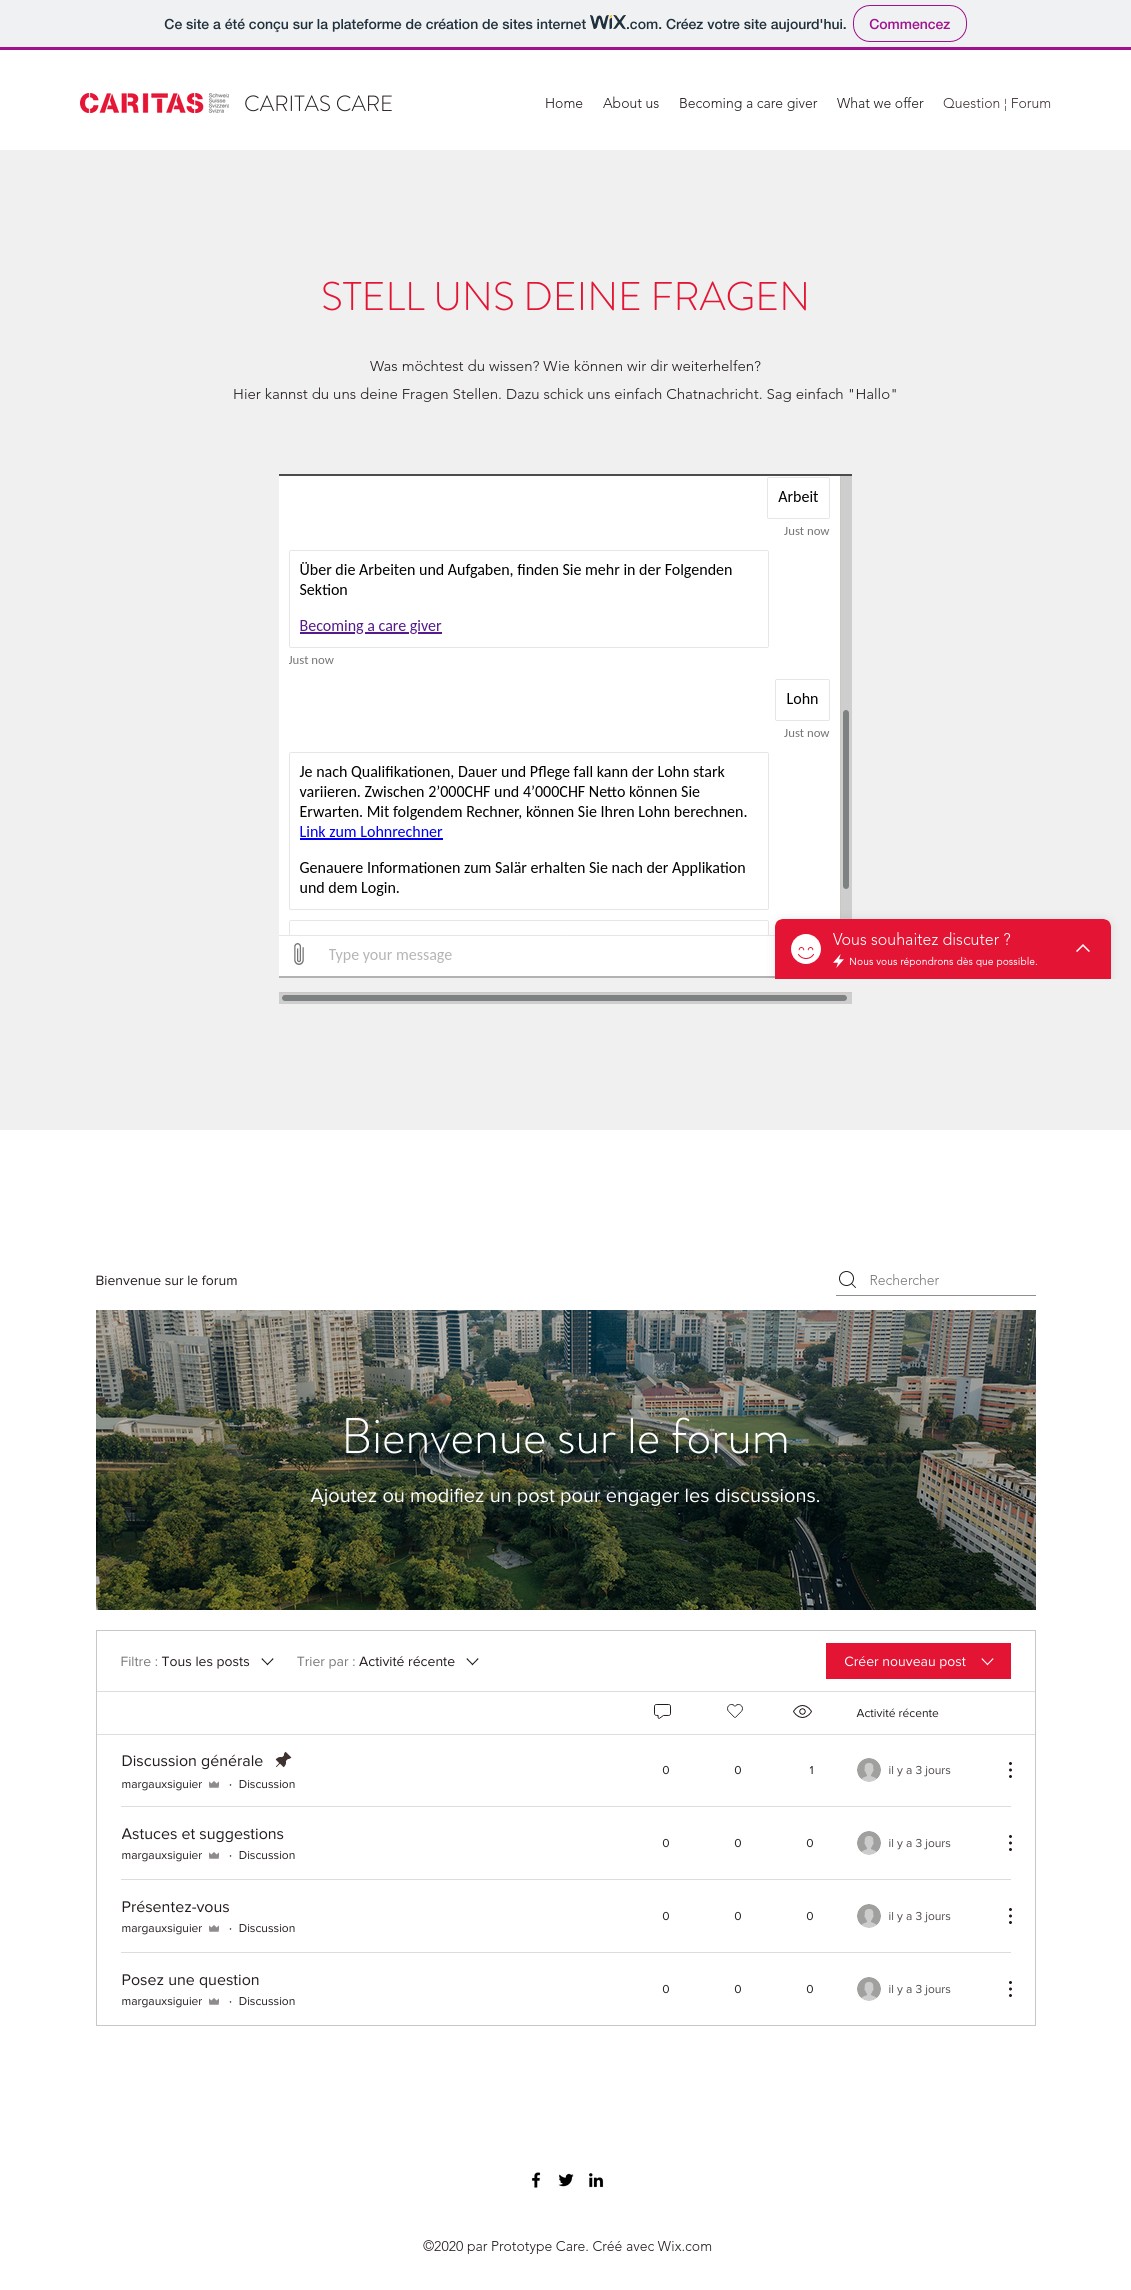 Ce site a été conçu sur la plateforme de création de sites internet WiX.com. Créez votre site aujourd'hui. Commencez
CARITAS Schweiz
Suisse
Svizzera
Svizra
CARITAS CARE
Home About us Becoming a care giver What we offer Question ¦ Forum
STELL UNS DEINE FRAGEN
Was möchtest du wissen? Wie können wir dir weiterhelfen?
Hier kannst du uns deine Fragen Stellen. Dazu schick uns einfach Chatnachricht. Sag einfach "Hallo"
Arbeit
Just now
Über die Arbeiten und Aufgaben, finden Sie mehr in der Folgenden
Sektion
Becoming a care giver
Just now
Lohn
Just now
Je nach Qualifikationen, Dauer und Pflege fall kann der Lohn stark
variieren. Zwischen 2’000CHF und 4’000CHF Netto können Sie
Erwarten. Mit folgendem Rechner, können Sie Ihren Lohn berechnen.
Link zum Lohnrechner
Genauere Informationen zum Salär erhalten Sie nach der Applikation
und dem Login.
Type your message
Vous souhaitez discuter ?
Nous vous répondrons dès que possible.
Bienvenue sur le forum
Rechercher
Bienvenue sur le forum
Ajoutez ou modifiez un post pour engager les discussions.
Filtre : Tous les posts Trier par : Activité récente Créer nouveau post
Activité récente
Discussion générale
margauxsiguier · Discussion
0 0 1 il y a 3 jours
Astuces et suggestions
margauxsiguier · Discussion
0 0 0 il y a 3 jours
Présentez-vous
margauxsiguier · Discussion
0 0 0 il y a 3 jours
Posez une question
margauxsiguier · Discussion
0 0 0 il y a 3 jours
©2020 par Prototype Care. Créé avec Wix.com